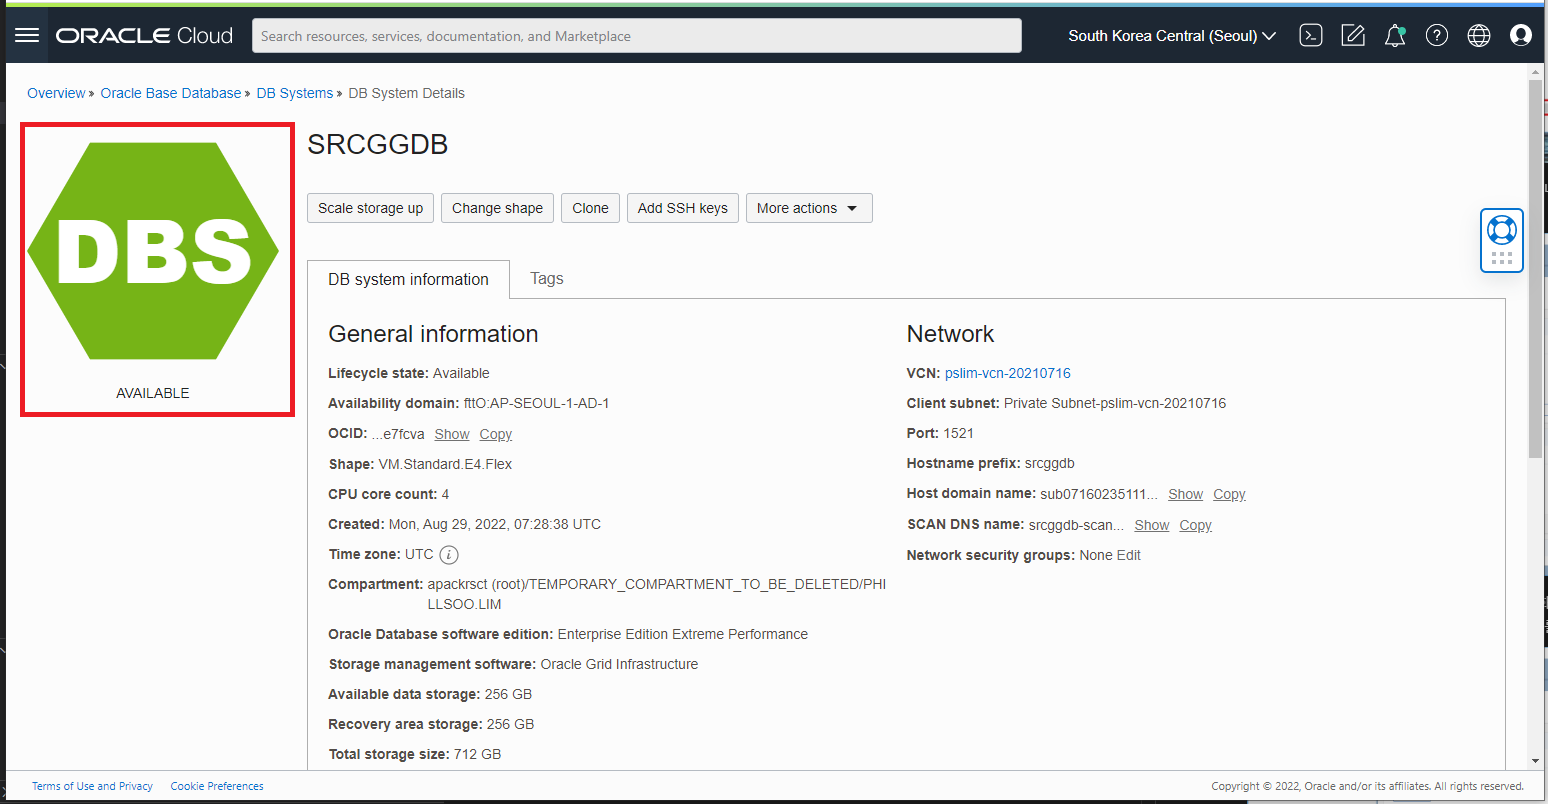 ORACLE Cloud
Search resources, services, documentation, and Marketplace
South Korea Central (Seoul)
Overview » Oracle Base Database » DB Systems » DB System Details
DBS
AVAILABLE
SRCGGDB
Scale storage up
Change shape
Clone
Add SSH keys
More actions
DB system information
Tags
General information
Lifecycle state: Available
Availability domain: fttO:AP-SEOUL-1-AD-1
OCID: ...e7fcva Show Copy
Shape: VM.Standard.E4.Flex
CPU core count: 4
Created: Mon, Aug 29, 2022, 07:28:38 UTC
Time zone: UTC
Compartment: apackrsct (root)/TEMPORARY_COMPARTMENT_TO_BE_DELETED/PHI
LLSOO.LIM
Oracle Database software edition: Enterprise Edition Extreme Performance
Storage management software: Oracle Grid Infrastructure
Available data storage: 256 GB
Recovery area storage: 256 GB
Total storage size: 712 GB
Network
VCN: pslim-vcn-20210716
Client subnet: Private Subnet-pslim-vcn-20210716
Port: 1521
Hostname prefix: srcggdb
Host domain name: sub07160235111... Show Copy
SCAN DNS name: srcggdb-scan... Show Copy
Network security groups: None Edit
Terms of Use and Privacy
Cookie Preferences
Copyright © 2022, Oracle and/or its affiliates. All rights reserved.